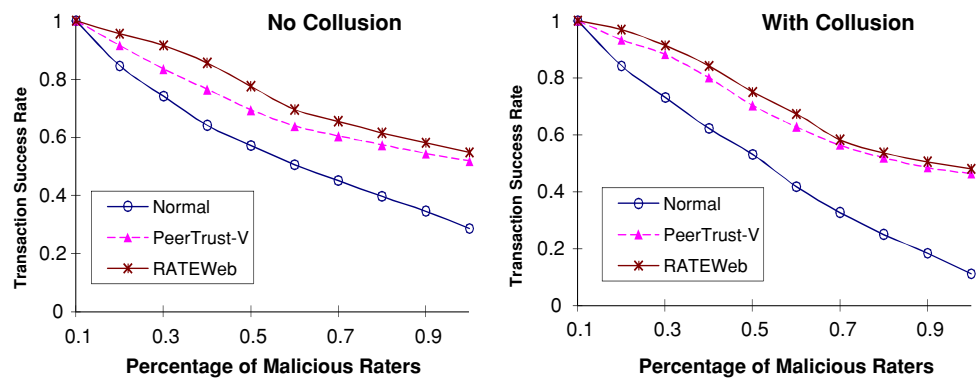 No Collusion
Transaction Success Rate
1
0.8
0.6
0.4
0.2
0
Normal
PeerTrust-V
RATEWeb
0.1 0.3 0.5 0.7 0.9
Percentage of Malicious Raters
With Collusion
Transaction Success Rate
1
0.8
0.6
0.4
0.2
0
Normal
PeerTrust-V
RATEWeb
0.1 0.3 0.5 0.7 0.9
Percentage of Malicious Raters